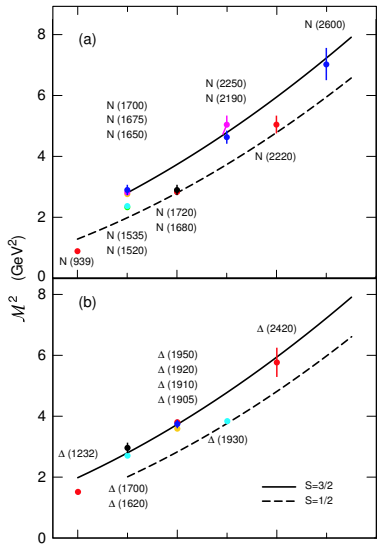 N (2600)
8
(a)
N (2250)
N (2190)
N (1700)
N (1675)
N (1650)
6
4
N (2220)
N (1720)
N (1680)
N (1535)
N (1520)
2
N (939)
0
ℳ² (GeV²)
8
(b)
Δ (2420)
6
Δ (1950)
Δ (1920)
Δ (1910)
Δ (1905)
4
Δ (1232)
Δ (1930)
2
Δ (1700)
Δ (1620)
S=3/2
S=1/2
0